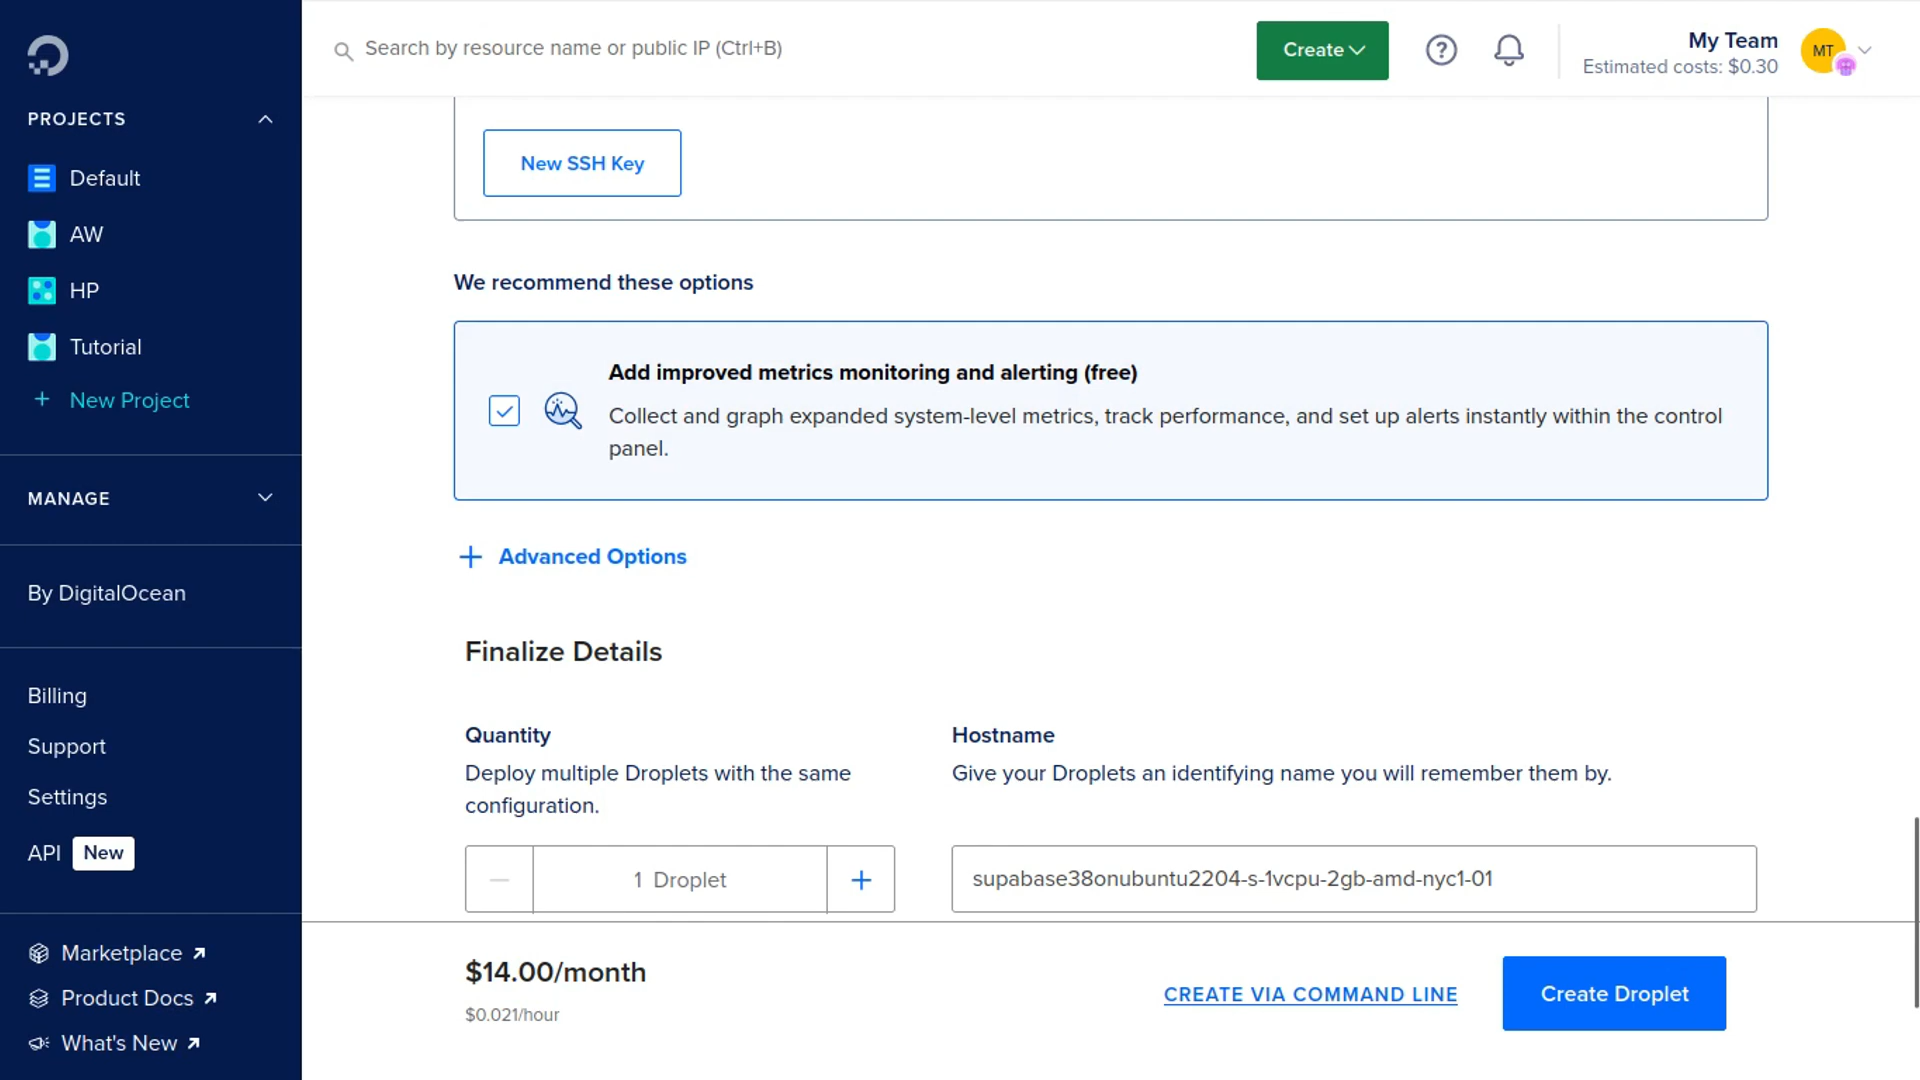 Search by resource name or public IP (Ctrl+B)
Create
My Team
Estimated costs: $0.30
MT
PROJECTS
Default
AW
HP
Tutorial
+ New Project
MANAGE
By DigitalOcean
Billing
Support
Settings
API New
Marketplace
Product Docs
What's New
New SSH Key
We recommend these options
Add improved metrics monitoring and alerting (free)
Collect and graph expanded system-level metrics, track performance, and set up alerts instantly within the control
panel.
+ Advanced Options
Finalize Details
Quantity
Deploy multiple Droplets with the same
configuration.
1 Droplet
Hostname
Give your Droplets an identifying name you will remember them by.
supabase38onubuntu2204-s-1vcpu-2gb-amd-nyc1-01
$14.00/month
$0.021/hour
CREATE VIA COMMAND LINE
Create Droplet